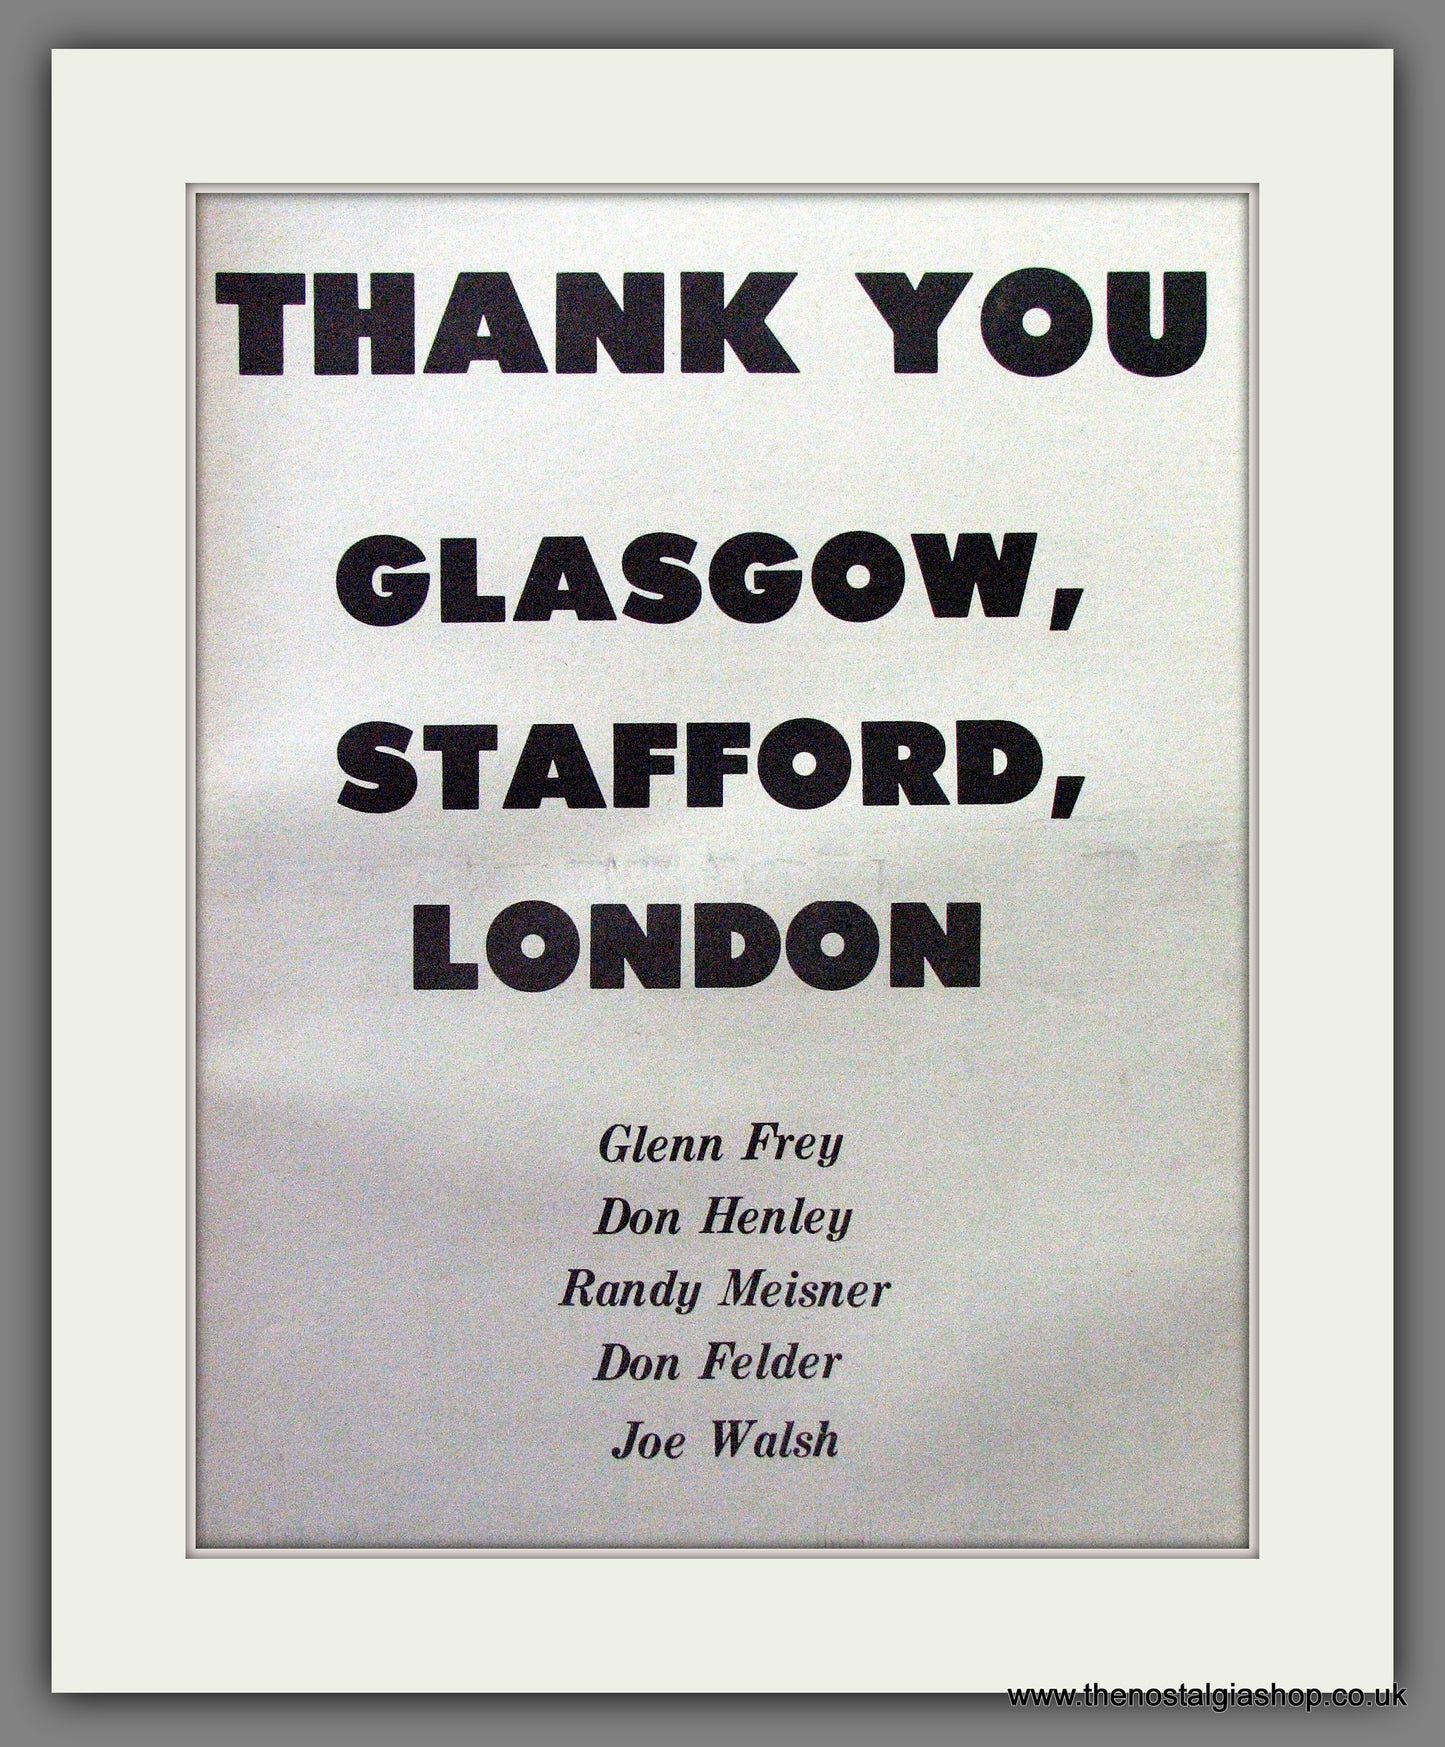 THANK YOU
GLASGOW,
STAFFORD,
LONDON
Glenn Frey
Don Henley
Randy Meisner
Don Felder
Joe Walsh
www.thenostalgiashop.co.uk